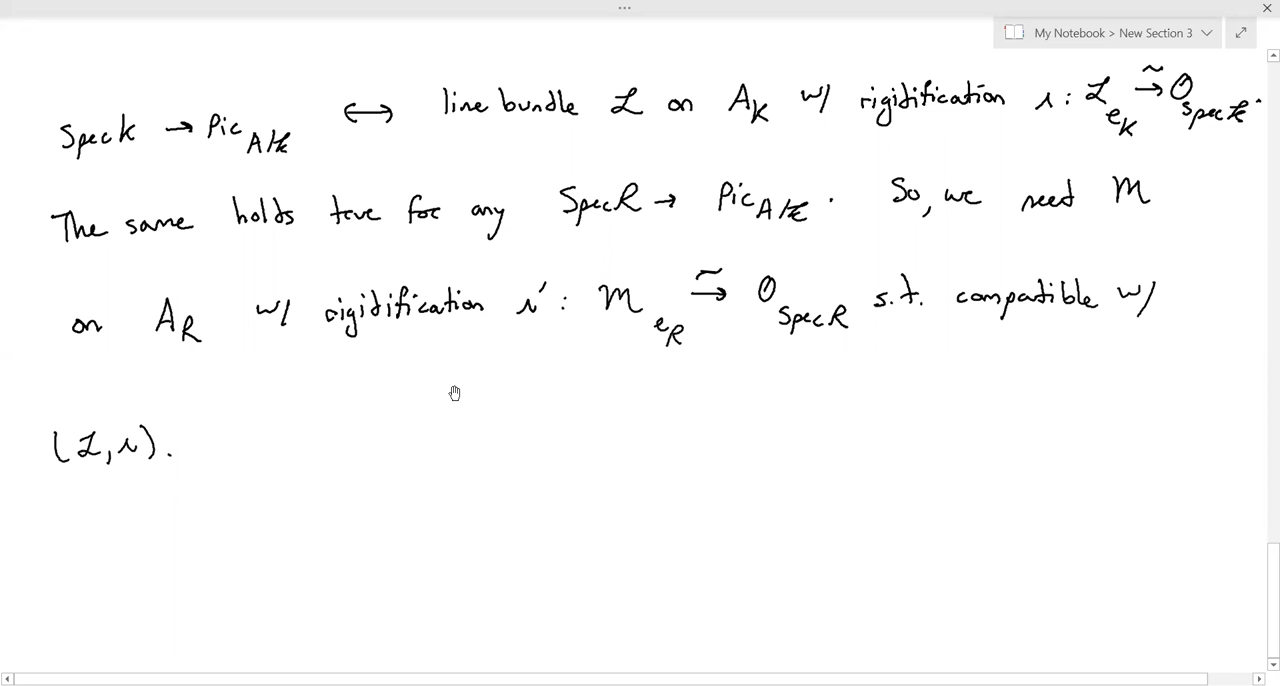 My Notebook > New Section 3
Spec K → Pic_{A/k} ⟷ line bundle ℒ on A_K w/ rigidification i : ℒ_{e_K} ⥲ 𝒪_{Spec K}.
The same holds true for any Spec R → Pic_{A/k}. So, we need M
on A_R w/ rigidification i' : M_{e_R} ⥲ 𝒪_{Spec R} s.t. compatible w/
(ℒ, i).